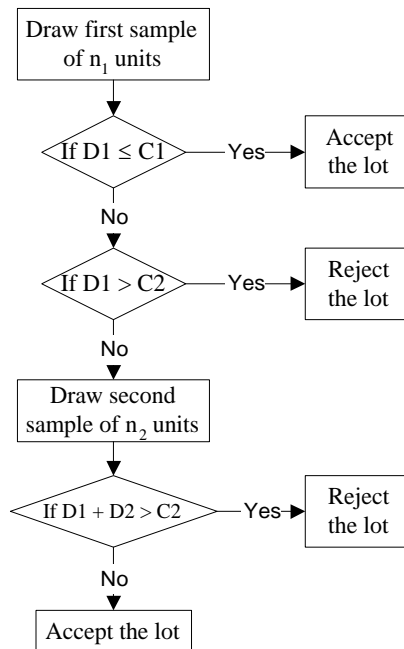 Draw first sample
of n₁ units
If D1 ≤ C1
Yes
Accept
the lot
No
If D1 > C2
Yes
Reject
the lot
No
Draw second
sample of n₂ units
If D1 + D2 > C2
Yes
Reject
the lot
No
Accept the lot